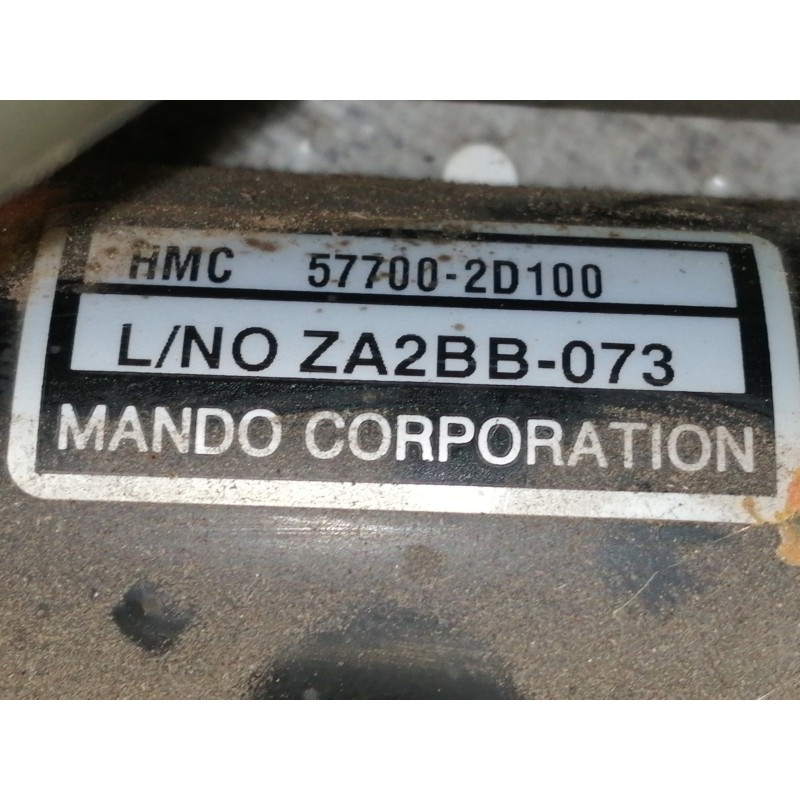 HMC 57700-2D100
L/NO ZA2BB-073
MANDO CORPORATION